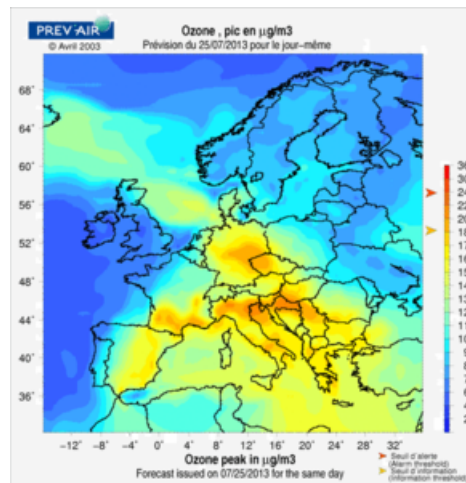 PREV'AIR
© Avril 2003
Ozone , pic en µg/m3
Prévision du 25/07/2013 pour le jour-même
68°
64°
60°
56°
52°
48°
44°
40°
36°
-12° -8° -4° 0° 4° 8° 12° 16° 20° 24° 28° 32°
Ozone peak in µg/m3
Forecast issued on 07/25/2013 for the same day
Seuil d'alerte
(Alarm threshold)
Seuil d'information
(Information threshold)